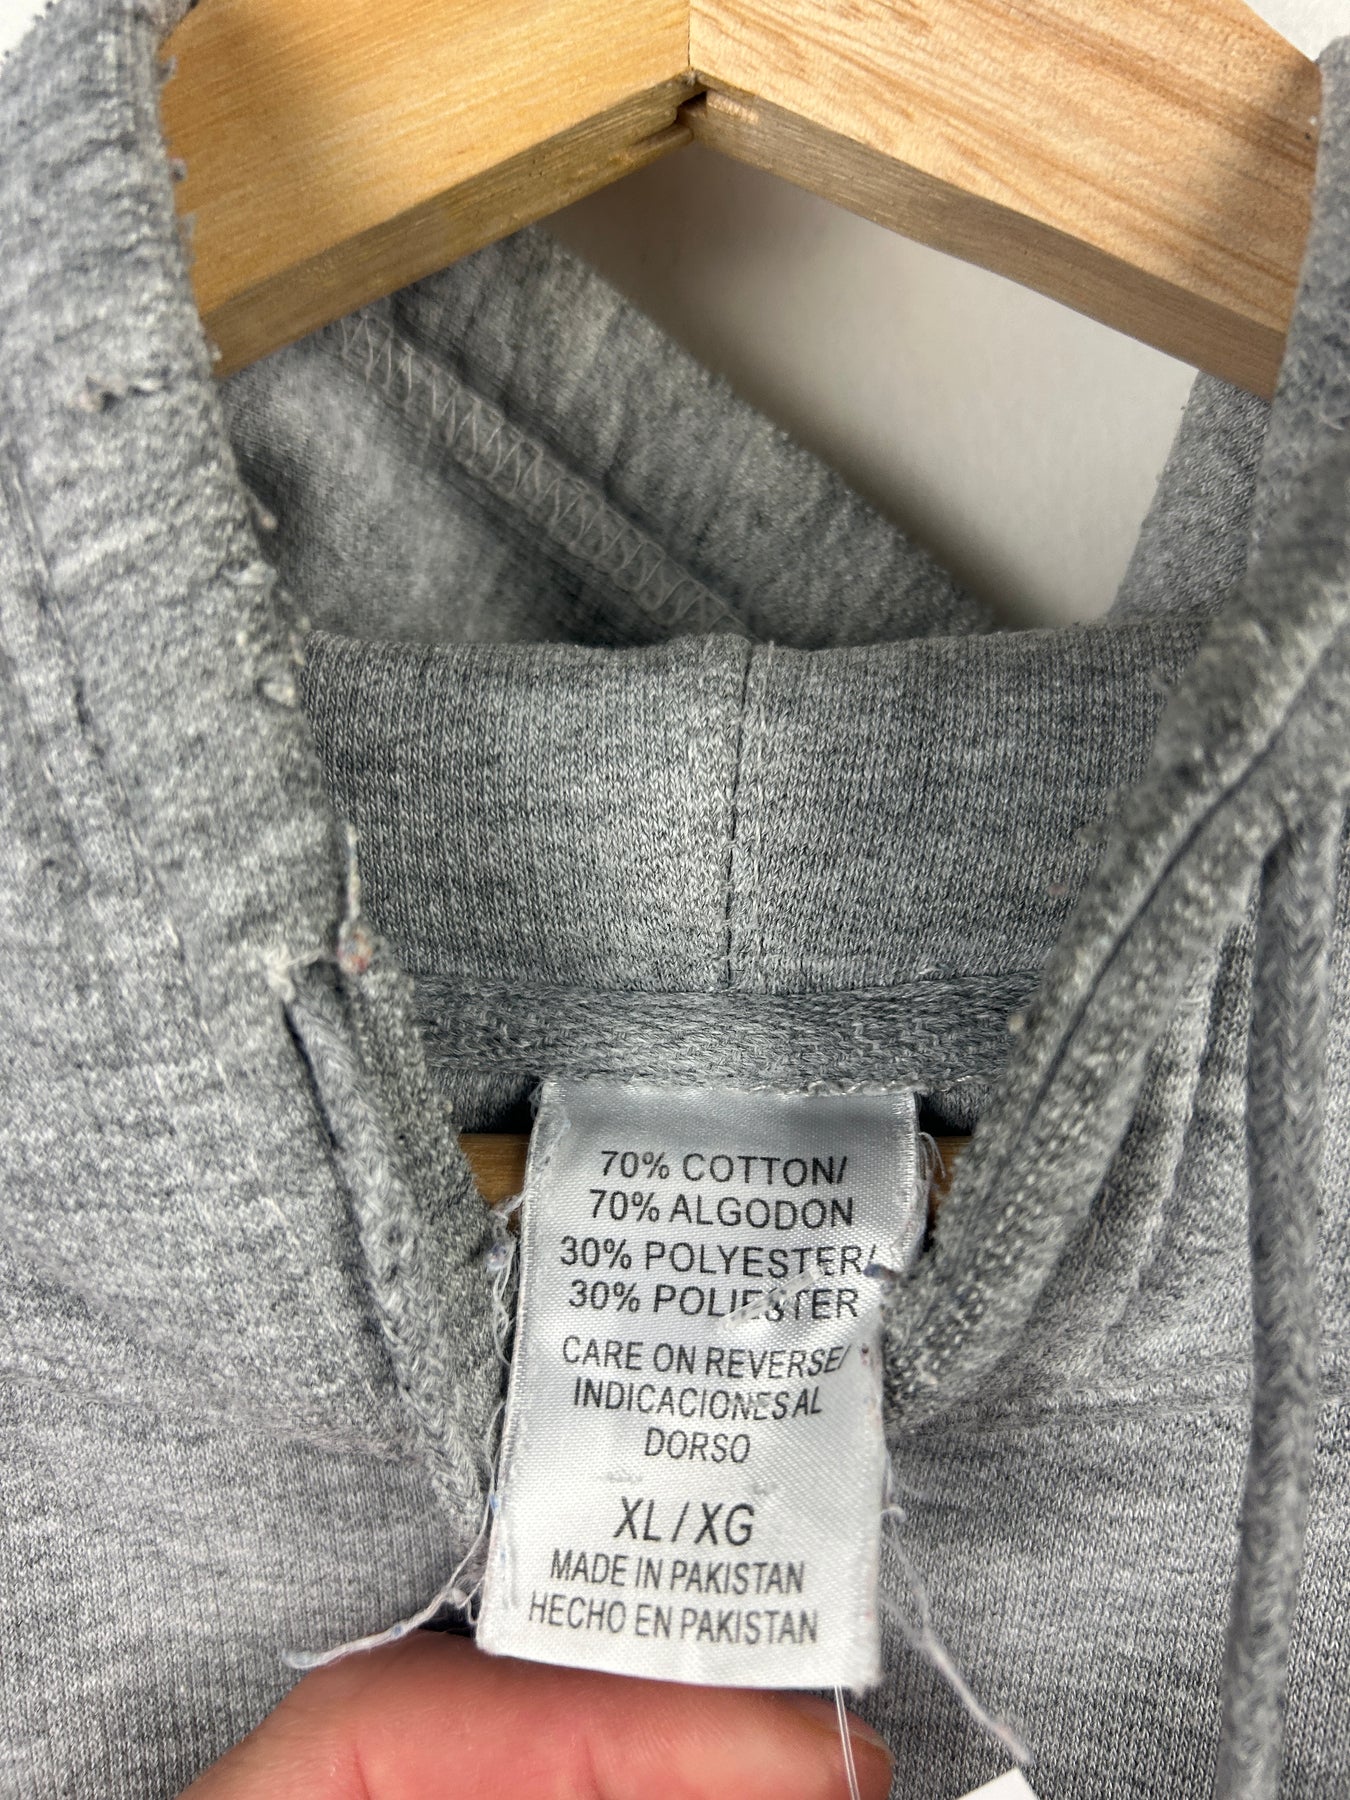 70% COTTON/
70% ALGODON
30% POLYESTER/
30% POLIESTER
CARE ON REVERSE/
INDICACIONES AL
DORSO
XL / XG
MADE IN PAKISTAN
HECHO EN PAKISTAN